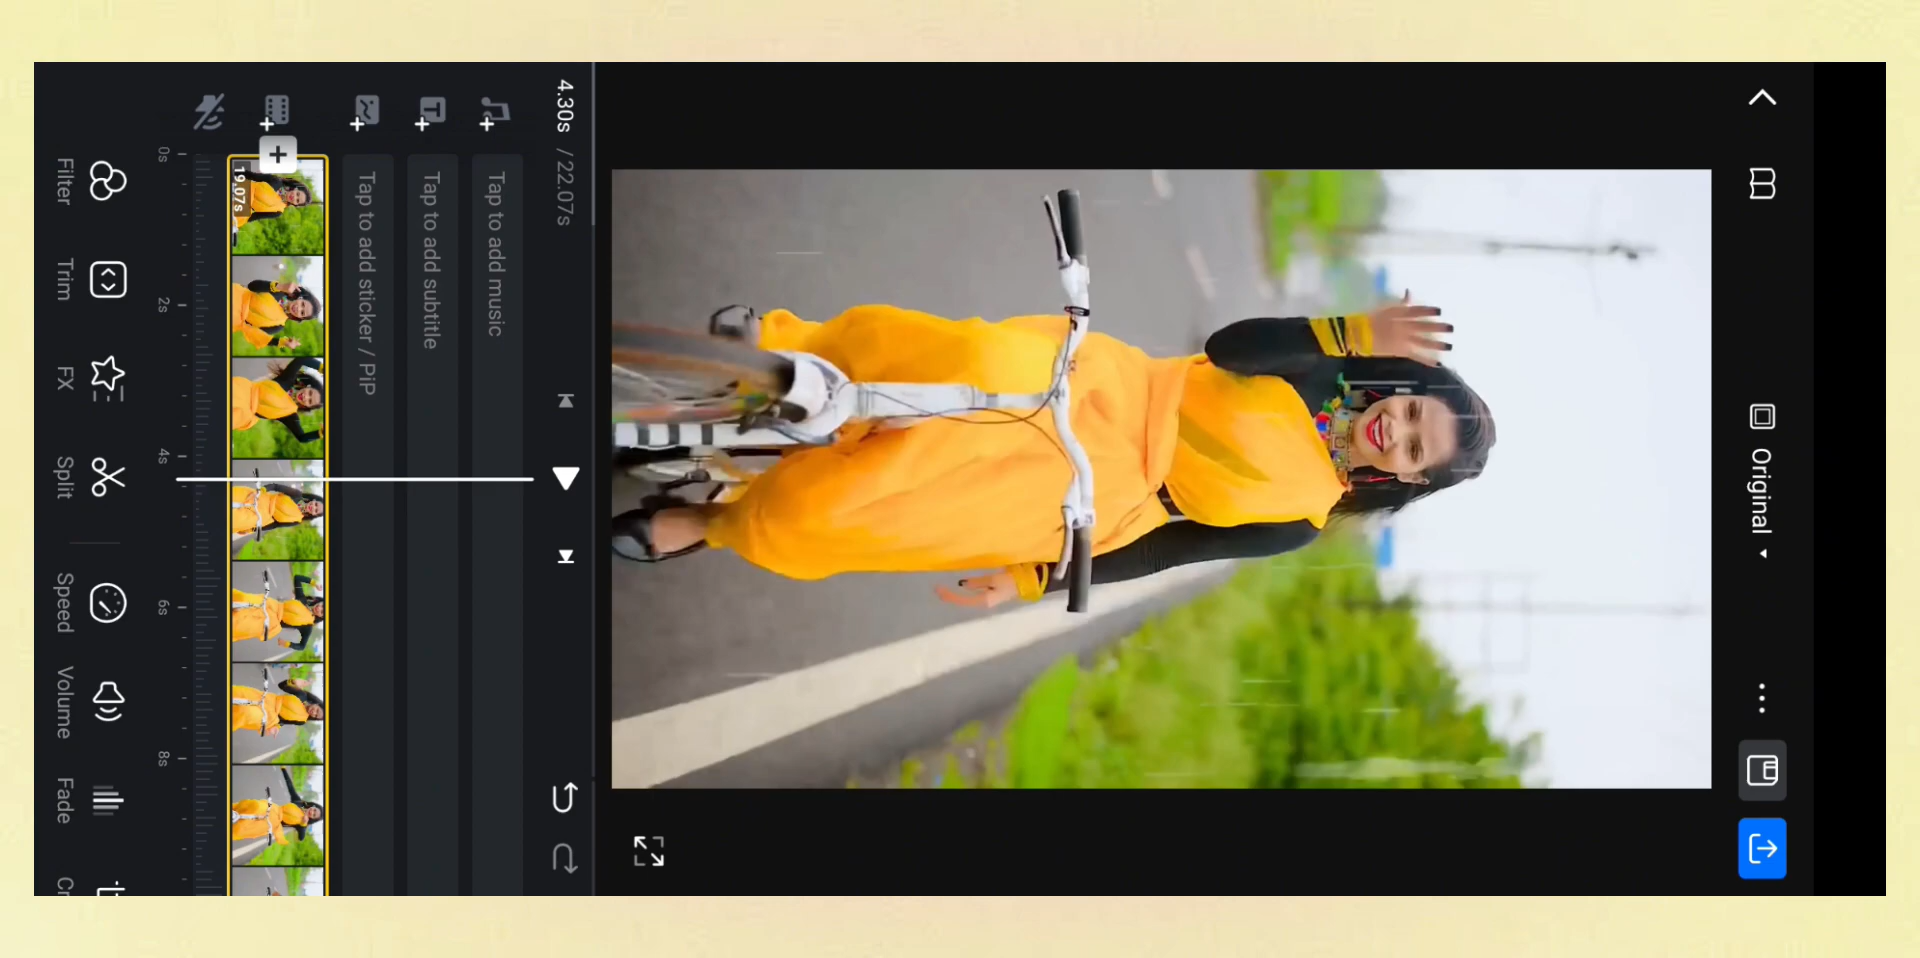 Original
4.30s / 22.07s
Tap to add music
Tap to add subtitle
Tap to add sticker / PiP
19.07s
0s
2s
4s
6s
8s
Filter
Trim
FX
Split
Speed
Volume
Fade
Cr